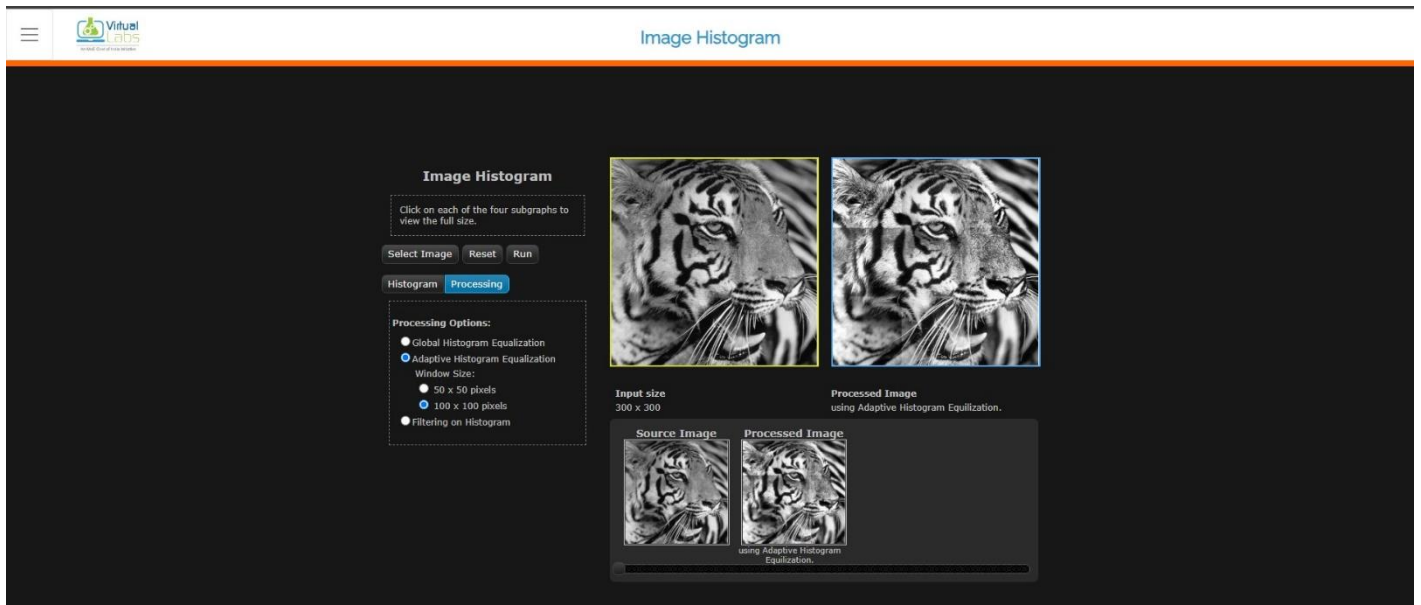 Virtual
Labs
Image Histogram
Image Histogram
Click on each of the four subgraphs to
view the full size.
Select Image Reset Run
Histogram Processing
Processing Options:
Global Histogram Equalization
Adaptive Histogram Equalization
Window Size:
50 x 50 pixels
100 x 100 pixels
Filtering on Histogram
Input size
300 x 300
Processed Image
using Adaptive Histogram Equilization.
Source Image Processed Image
using Adaptive Histogram
Equilization.